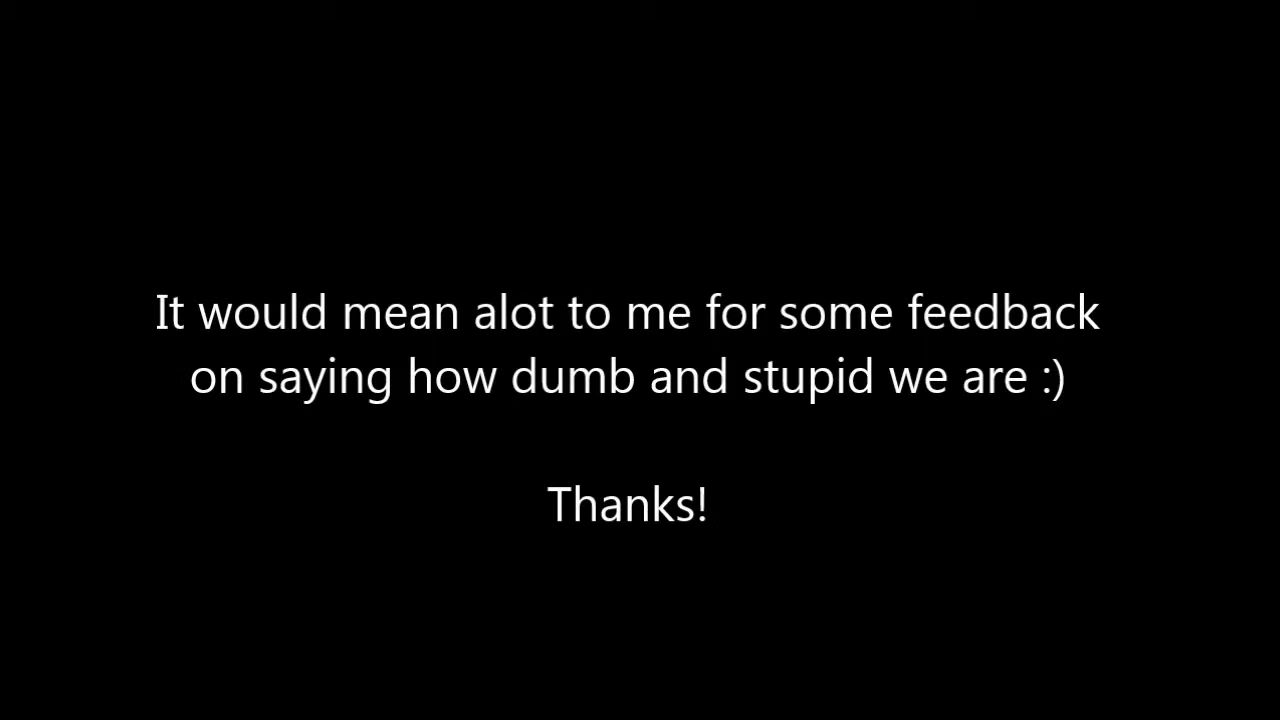 It would mean alot to me for some feedback
on saying how dumb and stupid we are :)
Thanks!